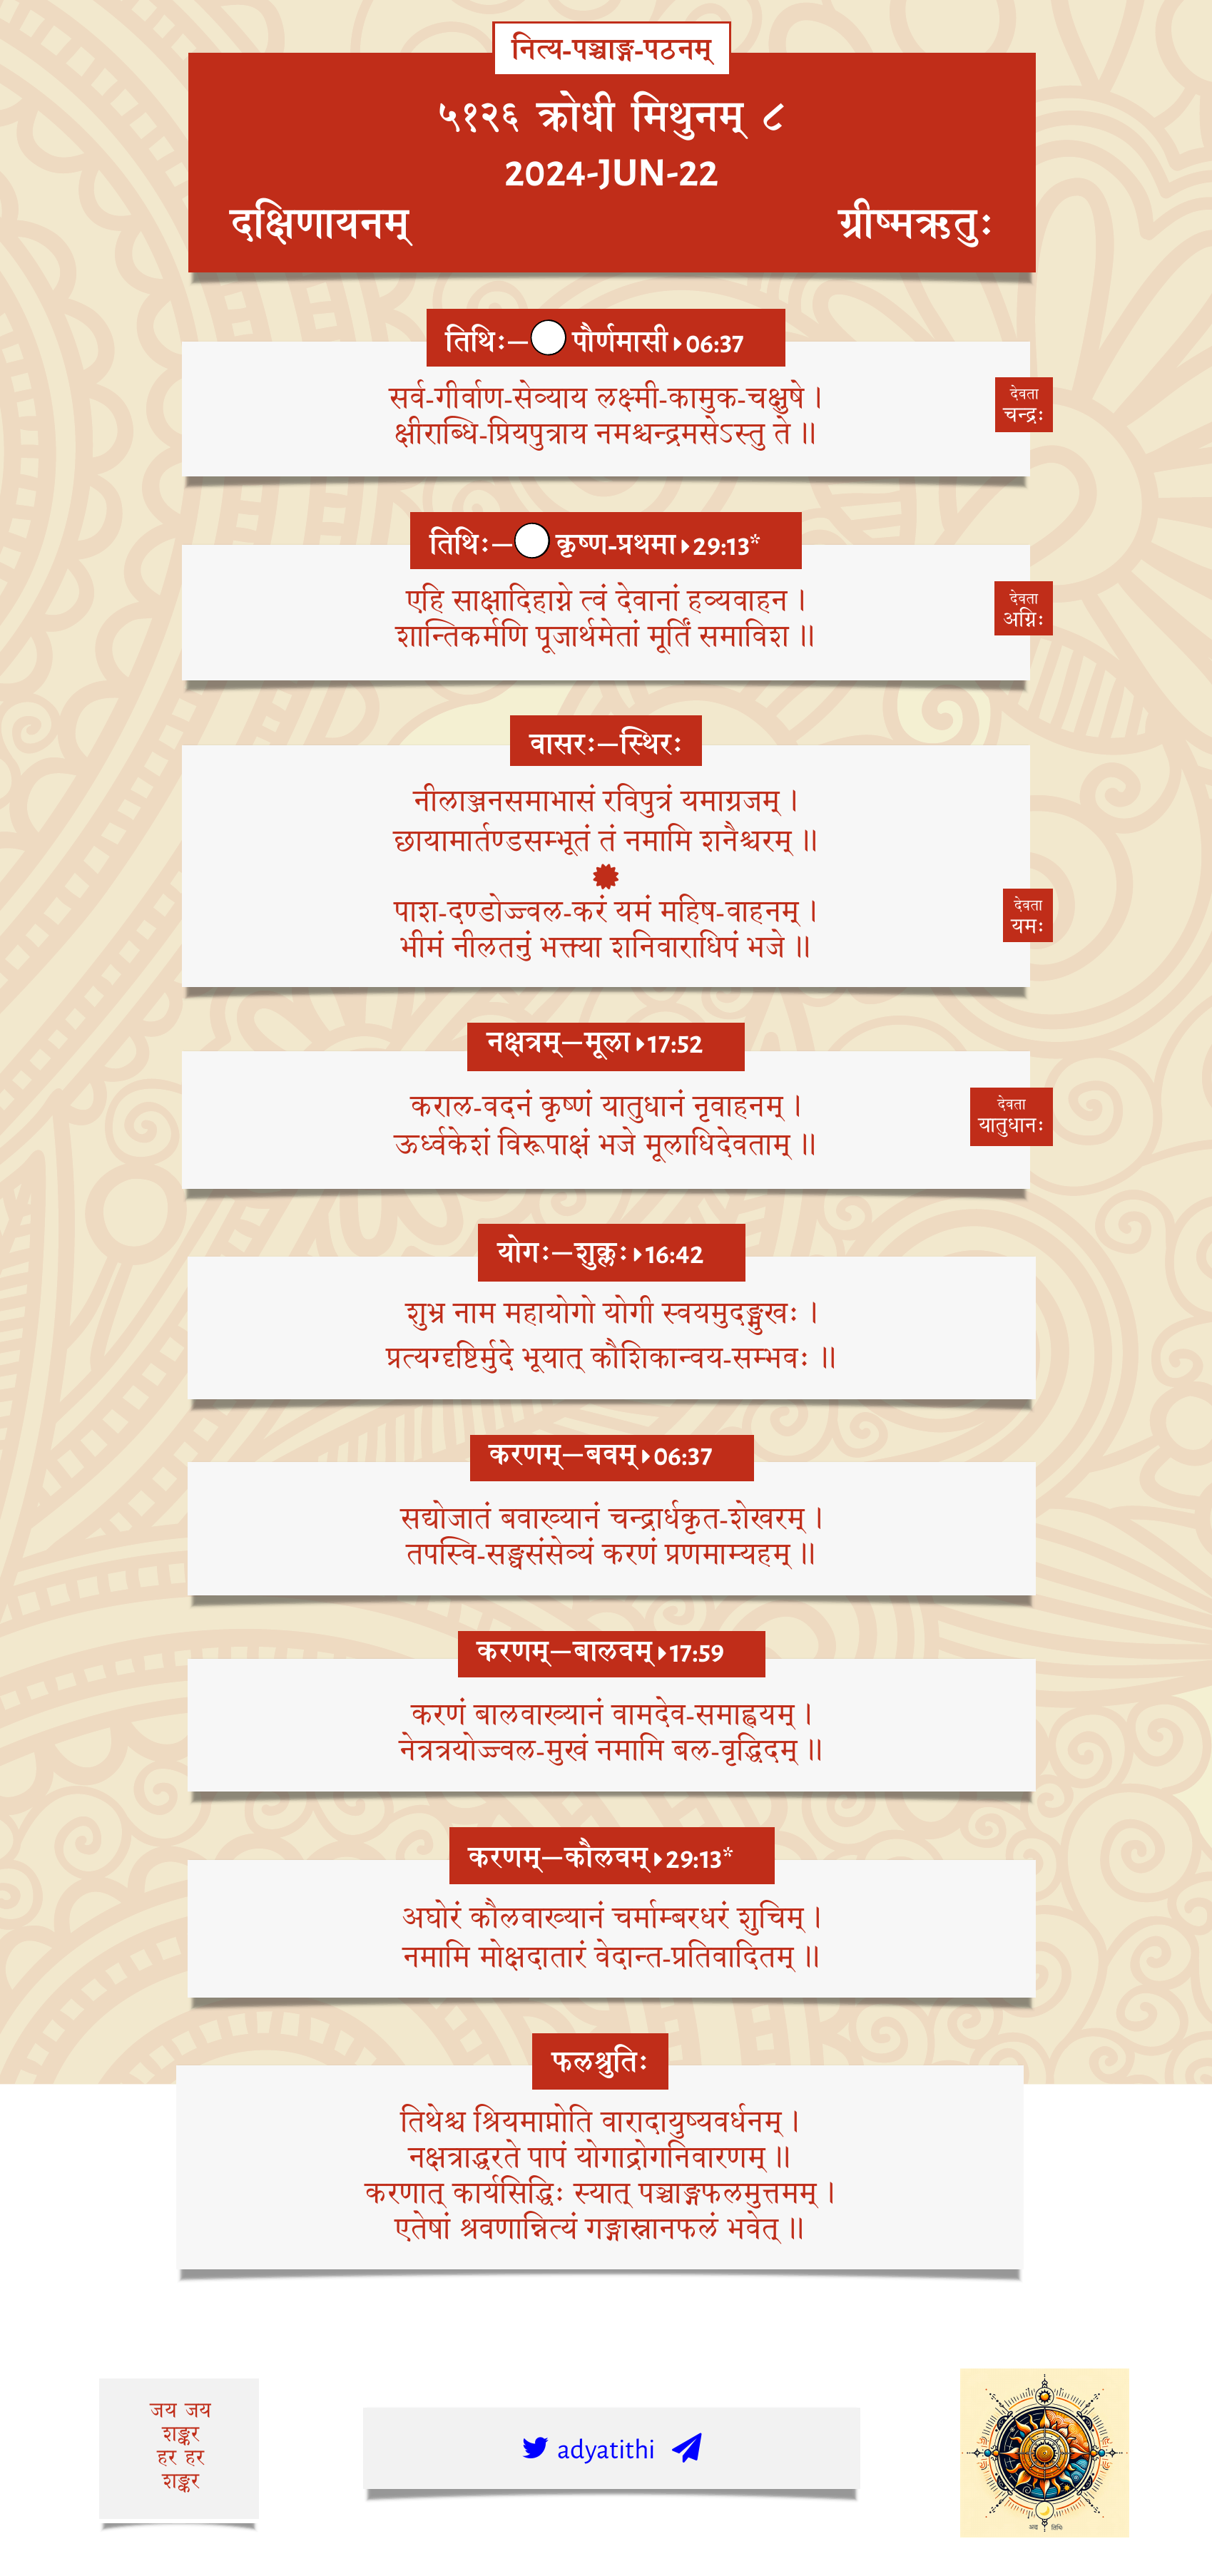 नित्य-पञ्चाङ्ग-पठनम्
५१२६ क्रोधी मिथुनम् ८
2024-JUN-22
दक्षिणायनम् ग्रीष्मऋतुः
तिथिः— पौर्णमासी 06:37
सर्व-गीर्वाण-सेव्याय लक्ष्मी-कामुक-चक्षुषे ।
क्षीराब्धि-प्रियपुत्राय नमश्चन्द्रमसेऽस्तु ते ॥
देवता
चन्द्रः
तिथिः— कृष्ण-प्रथमा 29:13*
एहि साक्षादिहाग्ने त्वं देवानां हव्यवाहन ।
शान्तिकर्मणि पूजार्थमेतां मूर्तिं समाविश ॥
देवता
अग्निः
वासरः—स्थिरः
नीलाञ्जनसमाभासं रविपुत्रं यमाग्रजम् ।
छायामार्तण्डसम्भूतं तं नमामि शनैश्चरम् ॥
पाश-दण्डोज्ज्वल-करं यमं महिष-वाहनम् ।
भीमं नीलतनुं भक्त्या शनिवाराधिपं भजे ॥
देवता
यमः
नक्षत्रम्—मूला 17:52
कराल-वदनं कृष्णं यातुधानं नृवाहनम् ।
ऊर्ध्वकेशं विरूपाक्षं भजे मूलाधिदेवताम् ॥
देवता
यातुधानः
योगः—शुक्लः 16:42
शुभ्र नाम महायोगो योगी स्वयमुदङ्मुखः ।
प्रत्यग्दृष्टिर्मुदे भूयात् कौशिकान्वय-सम्भवः ॥
करणम्—बवम् 06:37
सद्योजातं बवाख्यानं चन्द्रार्धकृत-शेखरम् ।
तपस्वि-सङ्घसंसेव्यं करणं प्रणमाम्यहम् ॥
करणम्—बालवम् 17:59
करणं बालवाख्यानं वामदेव-समाह्वयम् ।
नेत्रत्रयोज्ज्वल-मुखं नमामि बल-वृद्धिदम् ॥
करणम्—कौलवम् 29:13*
अघोरं कौलवाख्यानं चर्माम्बरधरं शुचिम् ।
नमामि मोक्षदातारं वेदान्त-प्रतिवादितम् ॥
फलश्रुतिः
तिथेश्च श्रियमाप्नोति वारादायुष्यवर्धनम् ।
नक्षत्राद्धरते पापं योगाद्रोगनिवारणम् ॥
करणात् कार्यसिद्धिः स्यात् पञ्चाङ्गफलमुत्तमम् ।
एतेषां श्रवणान्नित्यं गङ्गास्नानफलं भवेत् ॥
जय जय
शङ्कर
हर हर
शङ्कर
adyatithi
तिथि